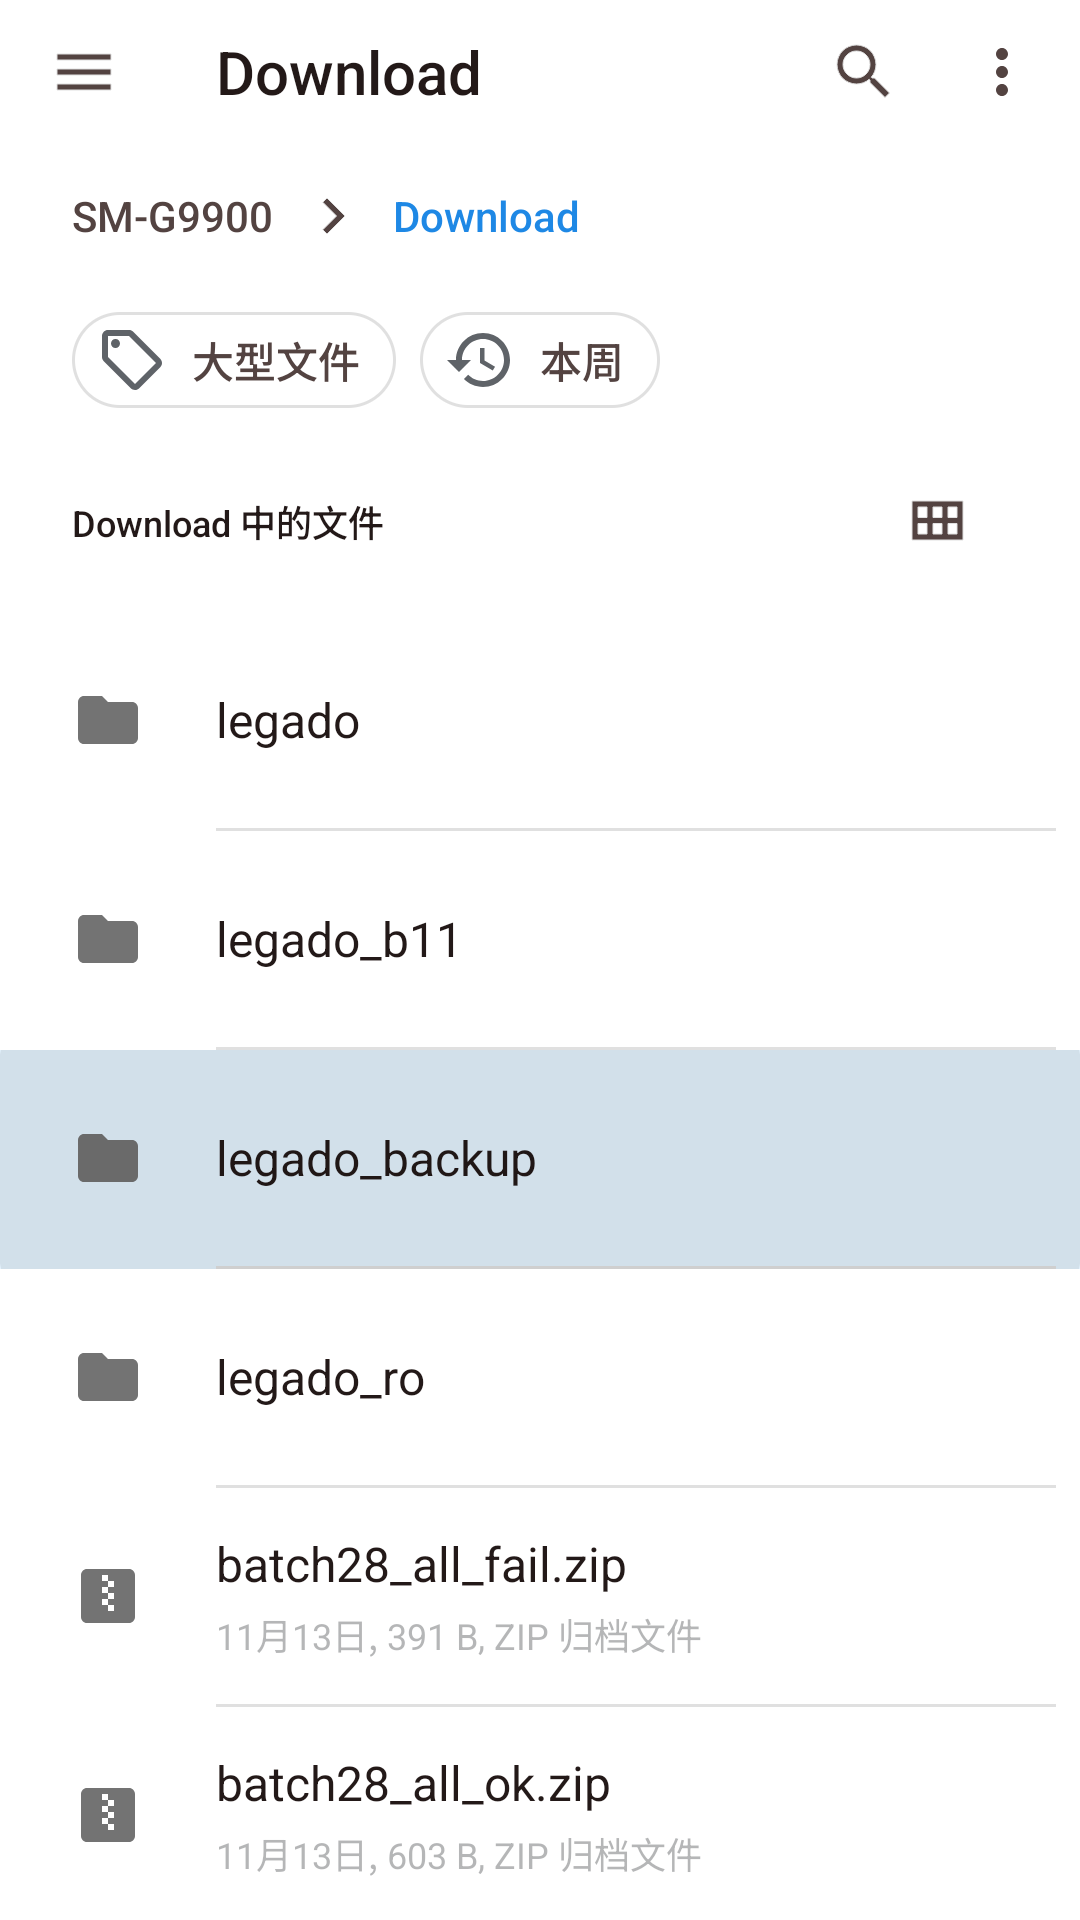 Download
SM-G9900 Download
大型文件 本周
Download 中的文件
legado
legado_b11
legado_backup
legado_ro
batch28_all_fail.zip
11月13日, 391 B, ZIP 归档文件
batch28_all_ok.zip
11月13日, 603 B, ZIP 归档文件